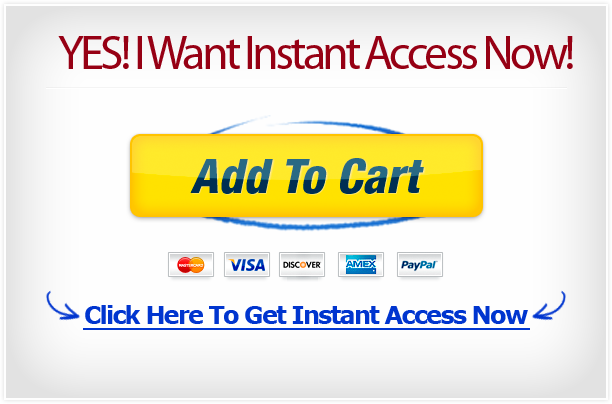 YES! I Want Instant Access Now!
Add To Cart
MasterCard VISA DISCOVER AMEX PayPal
Click Here To Get Instant Access Now